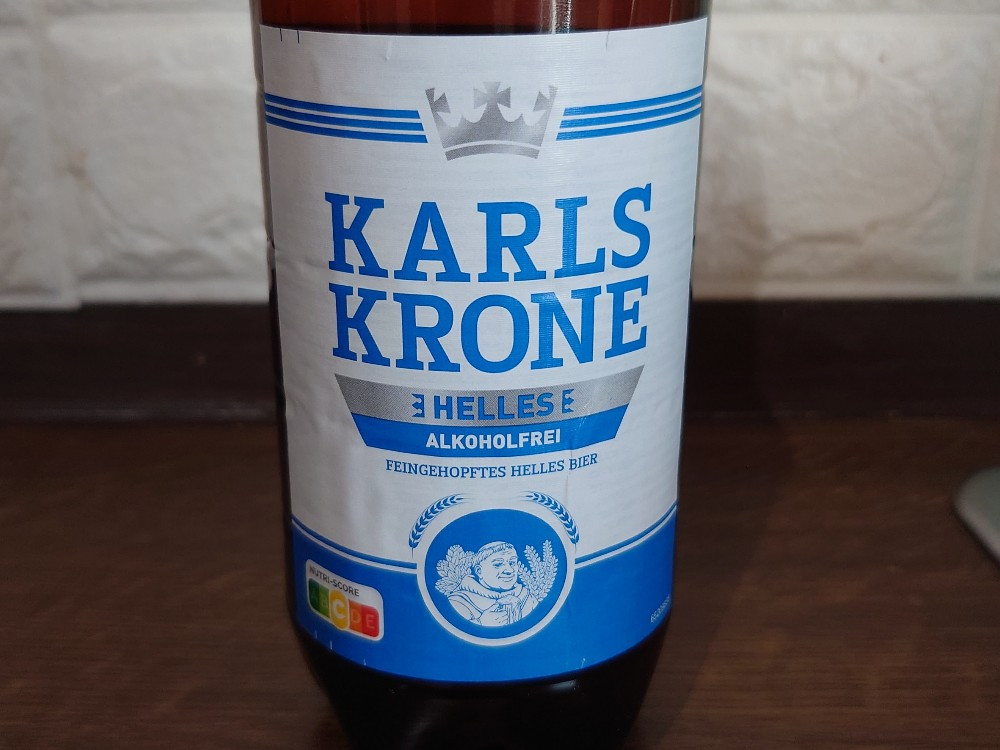 KARLS
KRONE
HELLES
ALKOHOLFREI
FEINGEHOPFTES HELLES BIER
NUTRI-SCORE
A B C D E